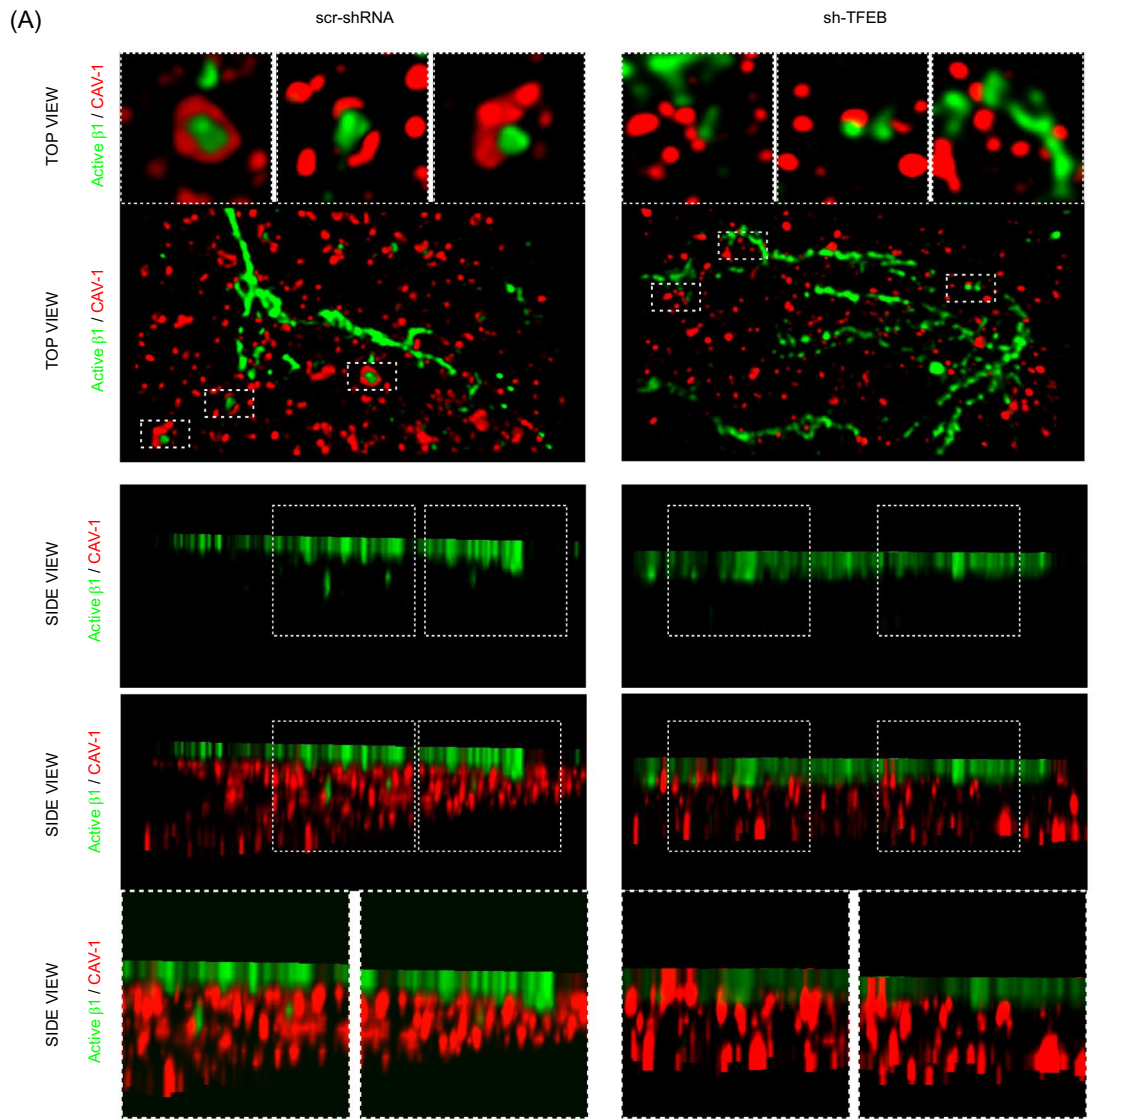 (A)
scr-shRNA
sh-TFEB
TOP VIEW
Active β1 / CAV-1
TOP VIEW
Active β1 / CAV-1
SIDE VIEW
Active β1 / CAV-1
SIDE VIEW
Active β1 / CAV-1
SIDE VIEW
Active β1 / CAV-1